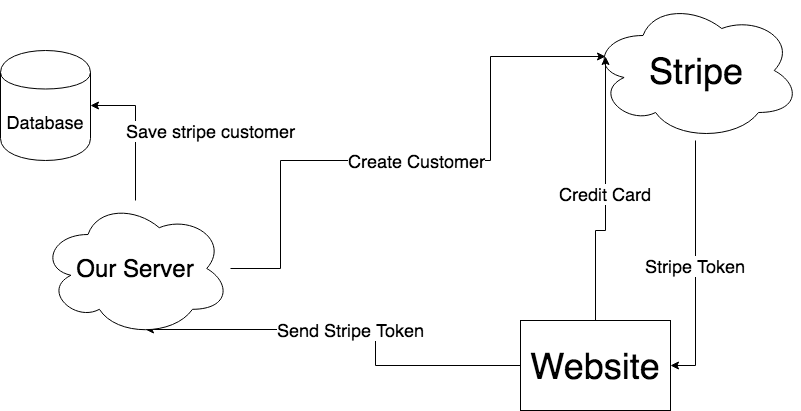 Stripe
Database
Save stripe customer
Create Customer
Credit Card
Our Server
Stripe Token
Send Stripe Token
Website